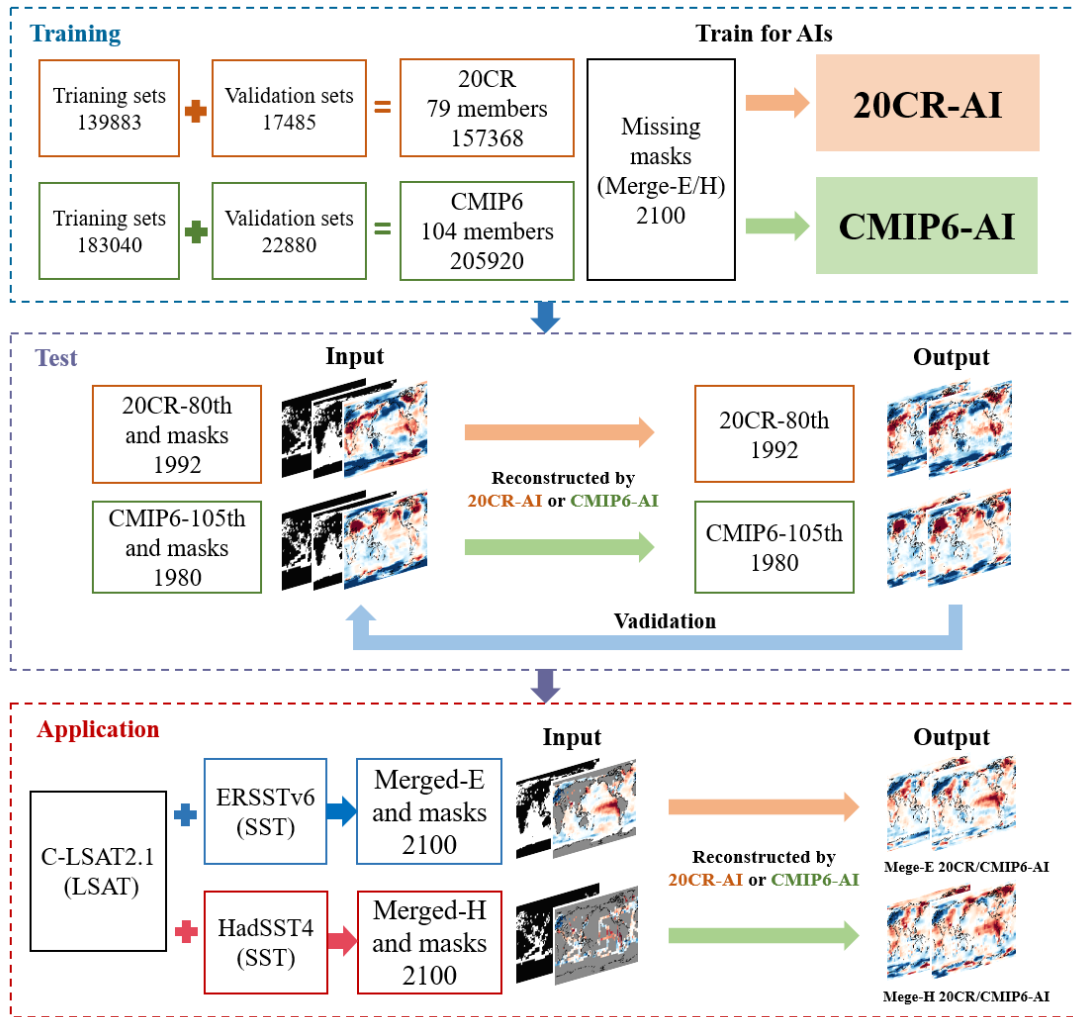 Training
Train for AIs
Trianing sets
139883
Validation sets
17485
=
20CR
79 members
157368
Trianing sets
183040
Validation sets
22880
=
CMIP6
104 members
205920
Missing
masks
(Merge-E/H)
2100
20CR-AI
CMIP6-AI
Test
Input
Output
20CR-80th
and masks
1992
20CR-80th
1992
Reconstructed by
20CR-AI or CMIP6-AI
CMIP6-105th
and masks
1980
CMIP6-105th
1980
Vadidation
Application
Input
Output
C-LSAT2.1
(LSAT)
ERSSTv6
(SST)
Merged-E
and masks
2100
HadSST4
(SST)
Merged-H
and masks
2100
Reconstructed by
20CR-AI or CMIP6-AI
Mege-E 20CR/CMIP6-AI
Mege-H 20CR/CMIP6-AI